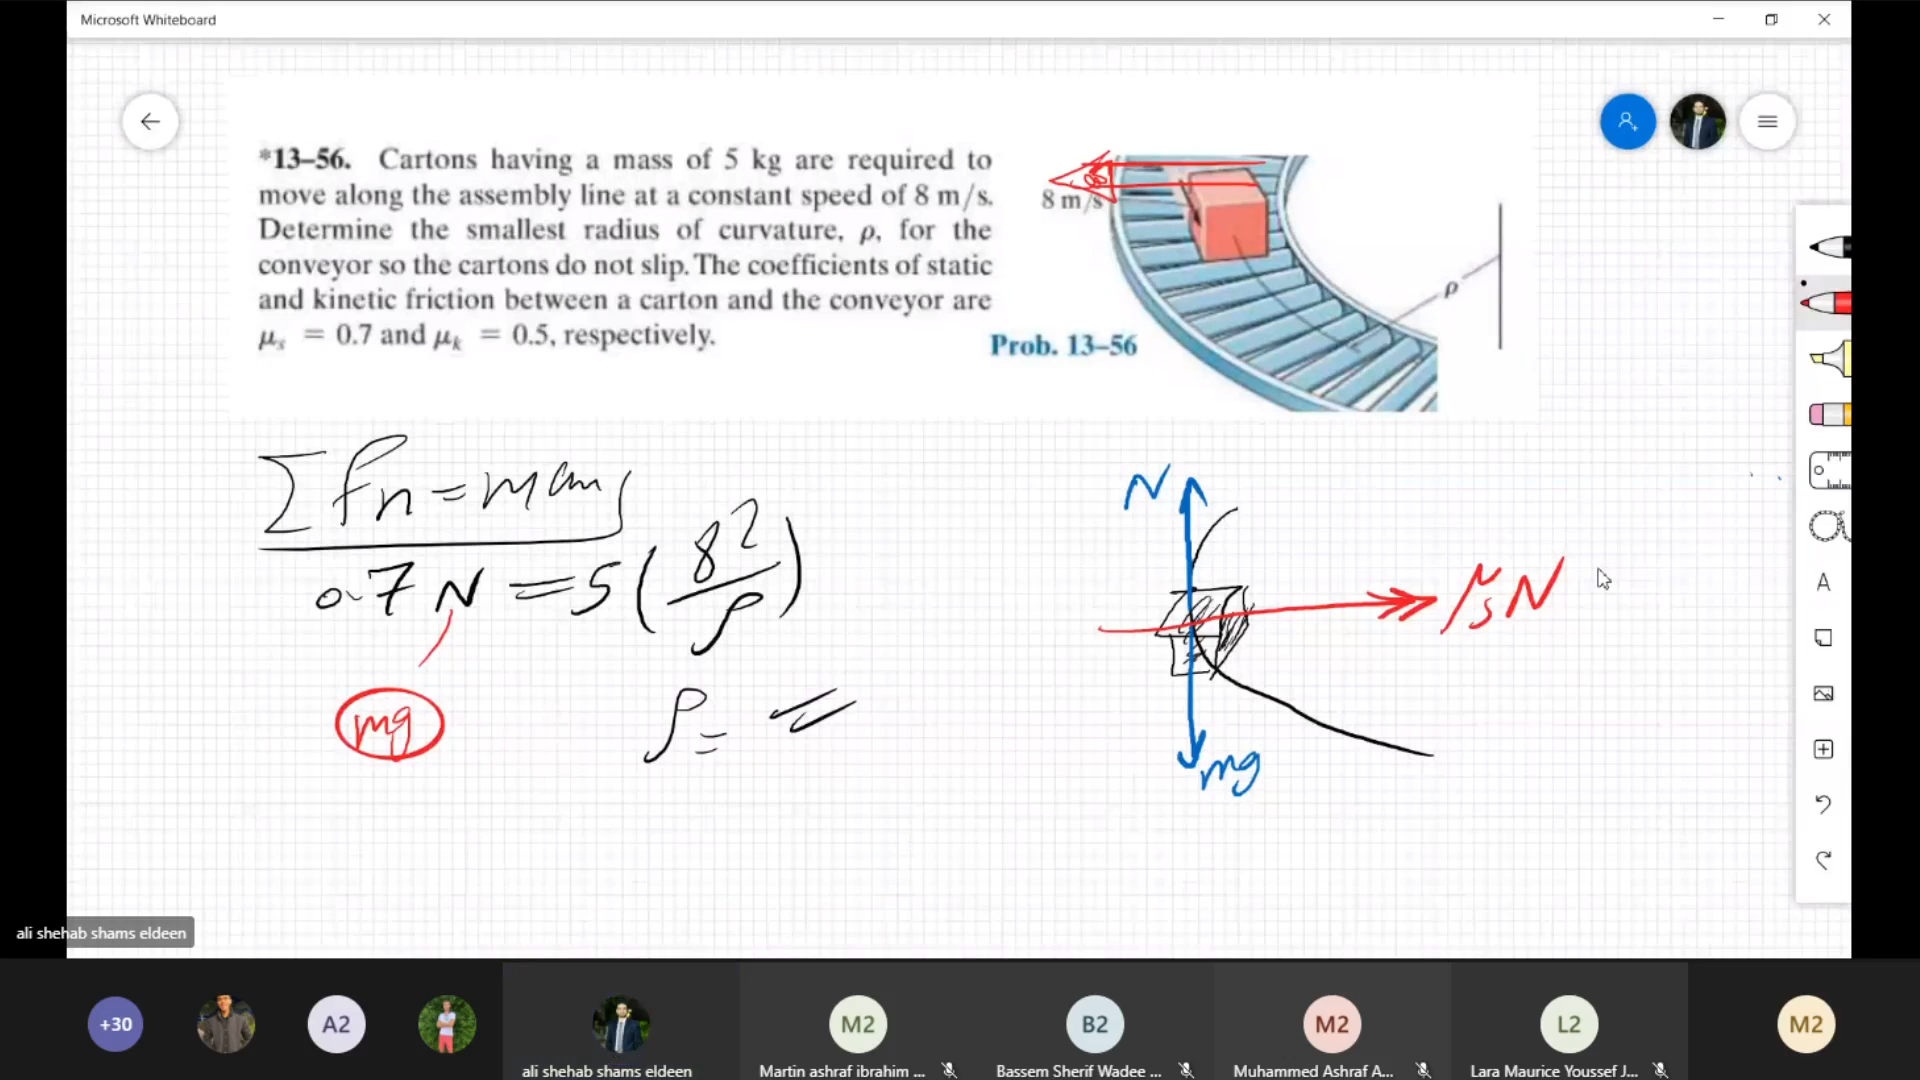 Microsoft Whiteboard
*13–56. Cartons having a mass of 5 kg are required to
move along the assembly line at a constant speed of 8 m/s.
Determine the smallest radius of curvature, ρ, for the
conveyor so the cartons do not slip. The coefficients of static
and kinetic friction between a carton and the conveyor are
μs = 0.7 and μk = 0.5, respectively.
8 m/s
ρ
Prob. 13–56
∑ Fn = m an
0.7 N = 5 (8²/ρ)
mg
ρ =
N
μs N
mg
A
ali shehab shams eldeen
+30
A2
M2
B2
M2
L2
M2
ali shehab shams eldeen
Martin ashraf ibrahim ...
Bassem Sherif Wadee ...
Muhammed Ashraf A...
Lara Maurice Youssef J...